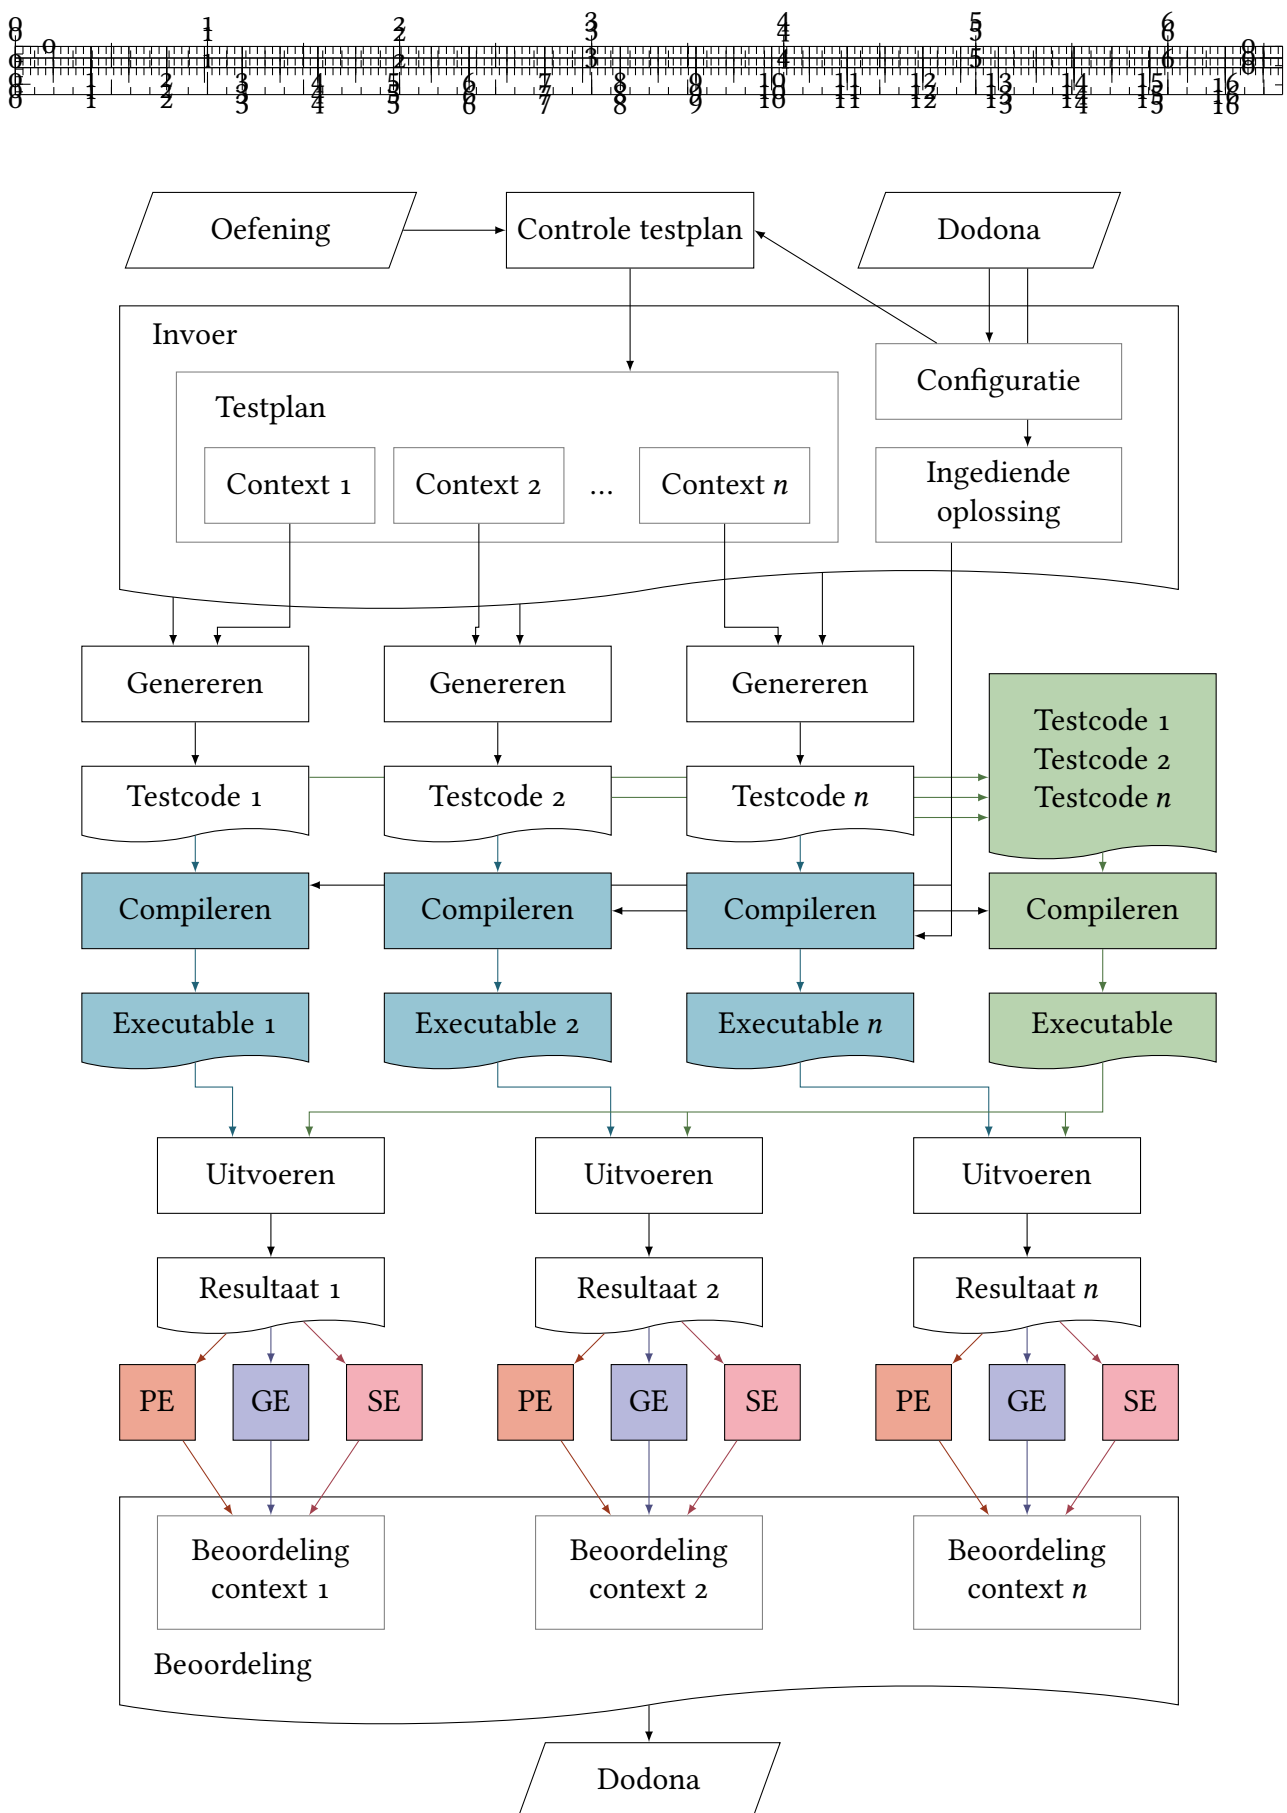 Oefening
Controle testplan
Dodona
Invoer
Configuratie
Testplan
Context 1
Context 2
...
Context n
Ingediende
oplossing
Genereren
Genereren
Genereren
Testcode 1
Testcode 2
Testcode n
Testcode 1
Testcode 2
Testcode n
Compileren
Compileren
Compileren
Compileren
Executable 1
Executable 2
Executable n
Executable
Uitvoeren
Uitvoeren
Uitvoeren
Resultaat 1
Resultaat 2
Resultaat n
PE
GE
SE
PE
GE
SE
PE
GE
SE
Beoordeling
context 1
Beoordeling
context 2
Beoordeling
context n
Beoordeling
Dodona